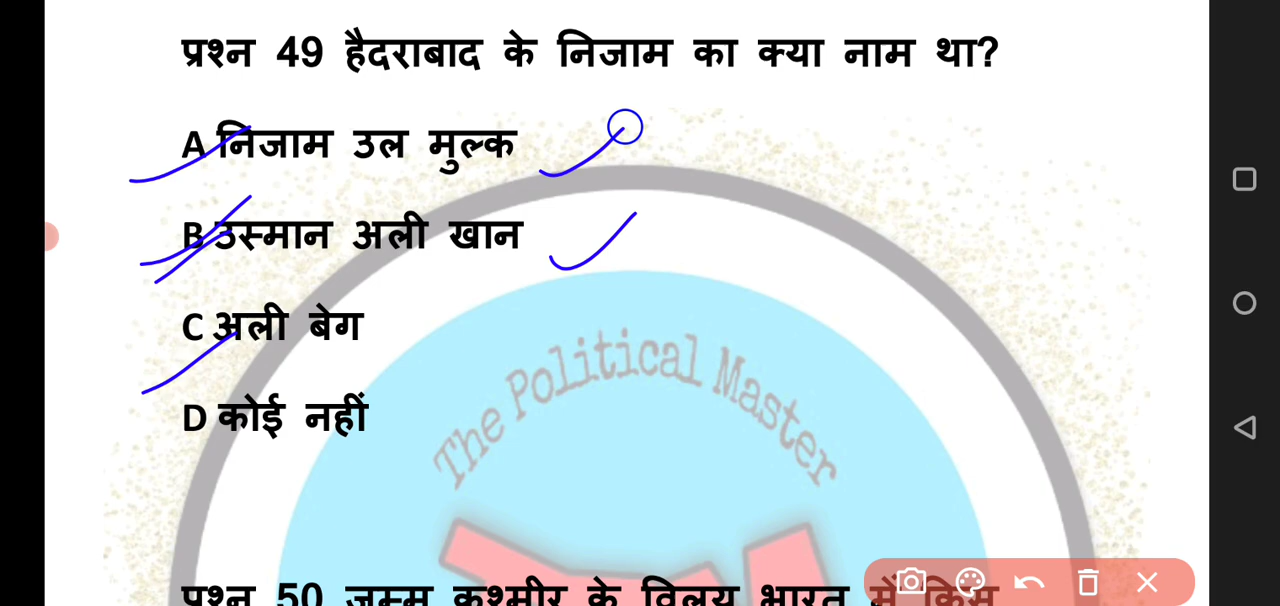 प्रश्न 49 हैदराबाद के निजाम का क्या नाम था?
A निजाम उल मुल्क
B उस्मान अली खान
C अली बेग
D कोई नहीं
The Political Master
प्रश्न 50 जम्मू कश्मीर के विलय भारत में किस